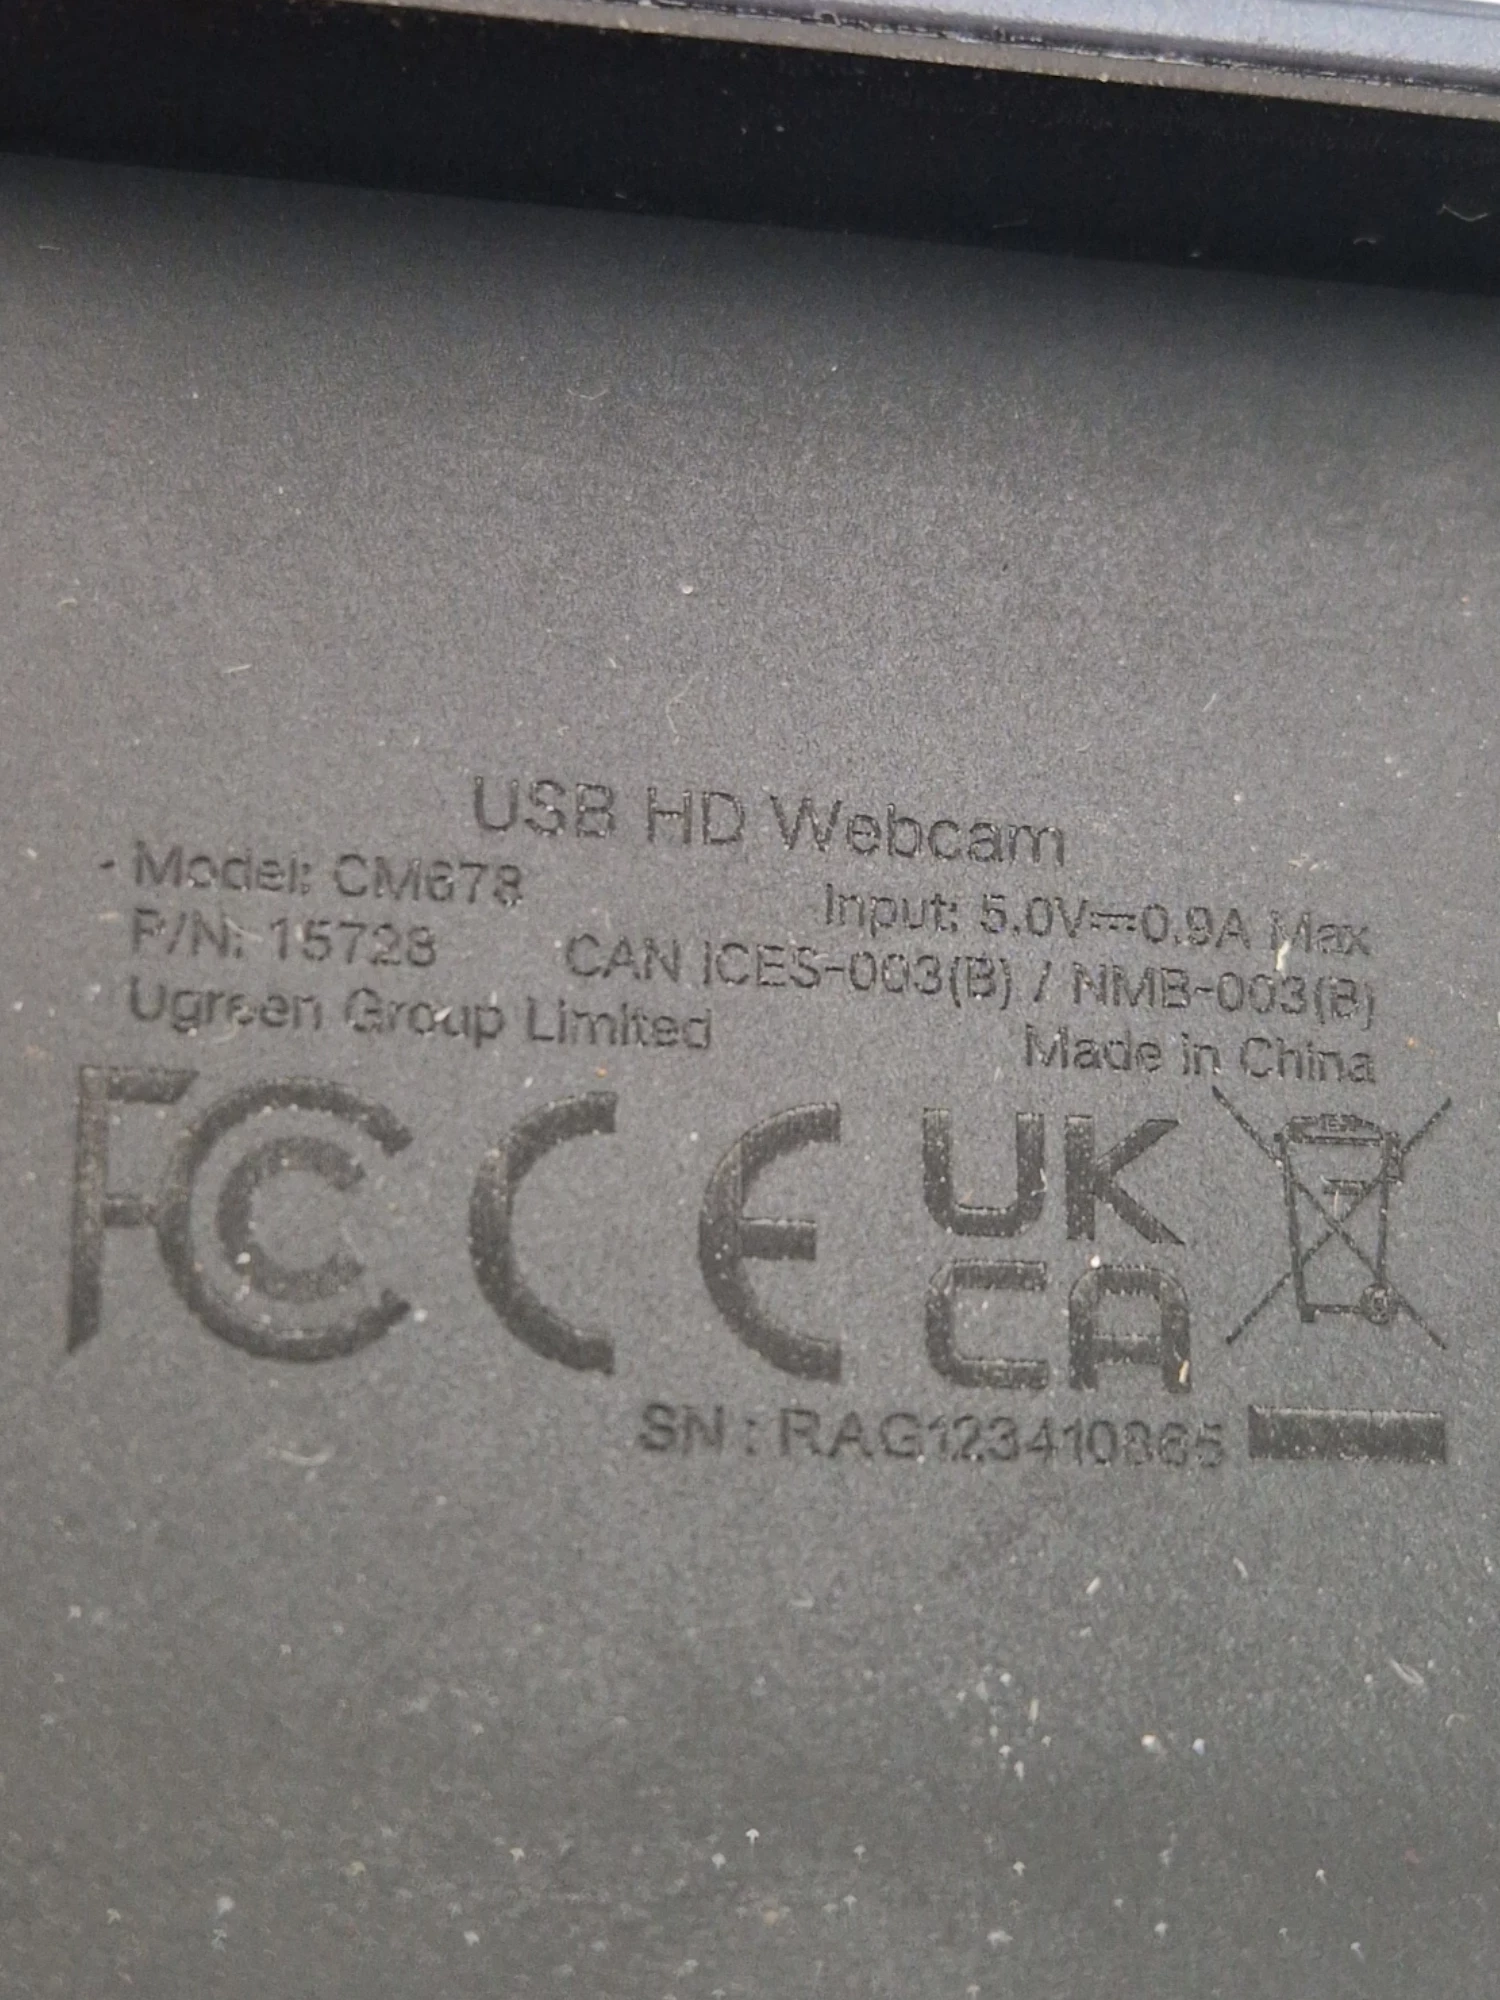 USB HD Webcam
Model: CM678
Input: 5.0V⎓0.9A Max
P/N: 15728
CAN ICES-003(B) / NMB-003(B)
Ugreen Group Limited
Made in China
FC CE UK
CA
SN : RAG123410865